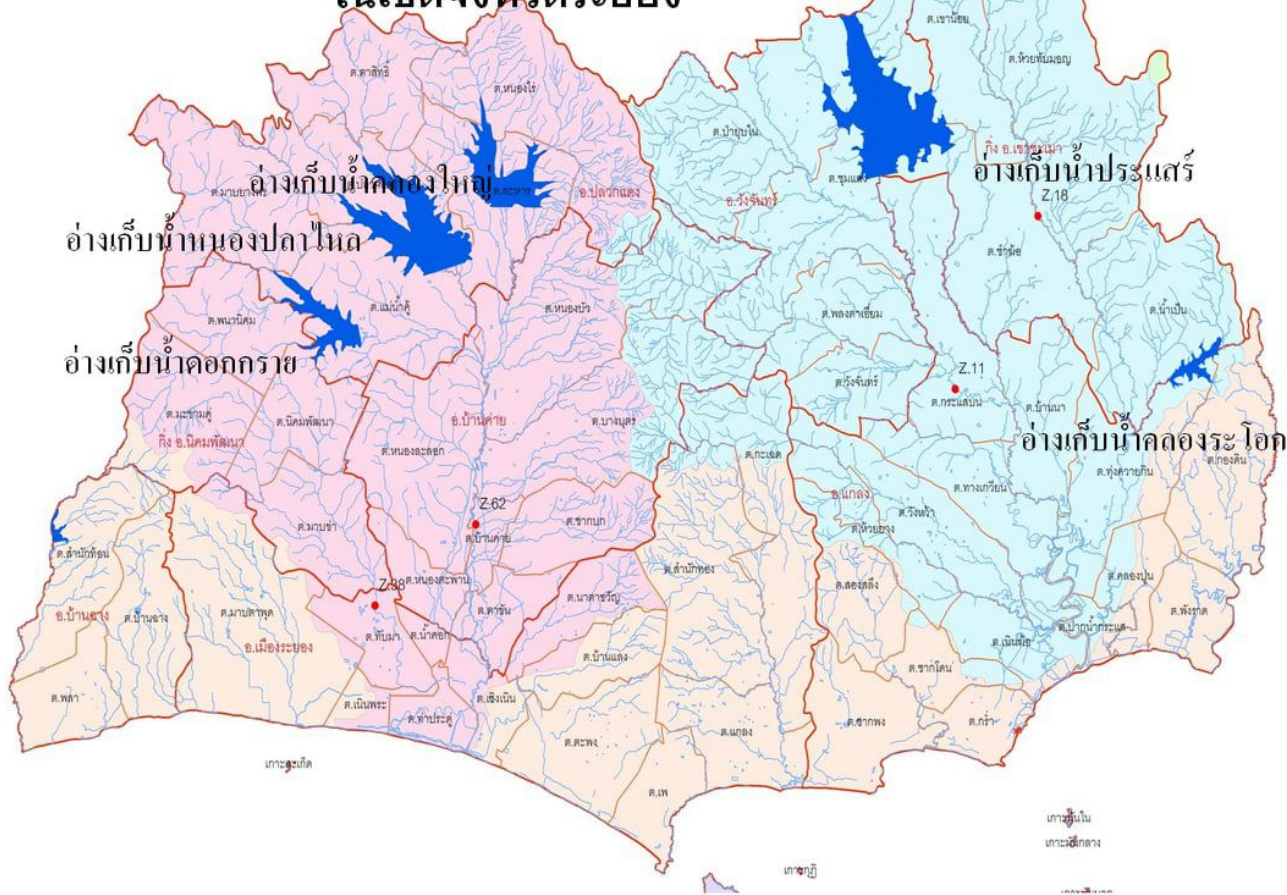 ในเขตจังหวัดระยอง
ต.เขาน้อย
ต.ห้วยทับมอญ
ต.ตาสิทธิ์
ต.หนองไร่
ต.ป่ายุบใน
กิ่ง อ.เขาชะเมา
อ่างเก็บน้ำประแสร์
Z.18
ต.ชุมแสง
อ.วังจันทร์
อ่างเก็บน้ำคลองใหญ่
ต.มาบยางพร
ต.ละหาร
อ.ปลวกแดง
อ่างเก็บน้ำหนองปลาไหล
ต.ชำฆ้อ
ต.น้ำเป็น
ต.แม่น้ำคู้
ต.หนองบัว
ต.พลงตาเอี่ยม
ต.พนานิคม
อ่างเก็บน้ำดอกกราย
ต.วังจันทร์
Z.11
ต.กระแสบน
ต.บ้านนา
ต.มะขามคู่
กิ่ง อ.นิคมพัฒนา
ต.นิคมพัฒนา
อ.บ้านค่าย
ต.บางบุตร
ต.หนองละลอก
ต.กะเฉด
อ่างเก็บน้ำคลองระโอก
ต.กองดิน
ต.ทุ่งควายกิน
อ.แกลง
ต.ทางเกวียน
ต.วังหว้า
ต.ห้วยยาง
ต.มาบข่า
Z.62
ต.บ้านค่าย
ต.ชากบก
ต.สำนักท้อน
ต.สำนักทอง
ต.หนองตะพาน
Z.38
ต.ตาขัน
ต.นาตาขวัญ
ต.สองสลึง
ต.คลองปูน
ต.พังราด
อ.บ้านฉาง
ต.บ้านฉาง
ต.มาบตาพุด
อ.เมืองระยอง
ต.ทับมา
ต.น้ำคอก
ต.บ้านแลง
ต.เนินฆ้อ
ต.ปากน้ำกระแส
ต.ชากโดน
ต.พลา
ต.เนินพระ
ต.ท่าประดู่
ต.เชิงเนิน
ต.ตะพง
ต.แกลง
ต.ชากพง
ต.กร่ำ
ต.เพ
เกาะสะเก็ด
เกาะมันใน
เกาะมันกลาง
เกาะกุฎี